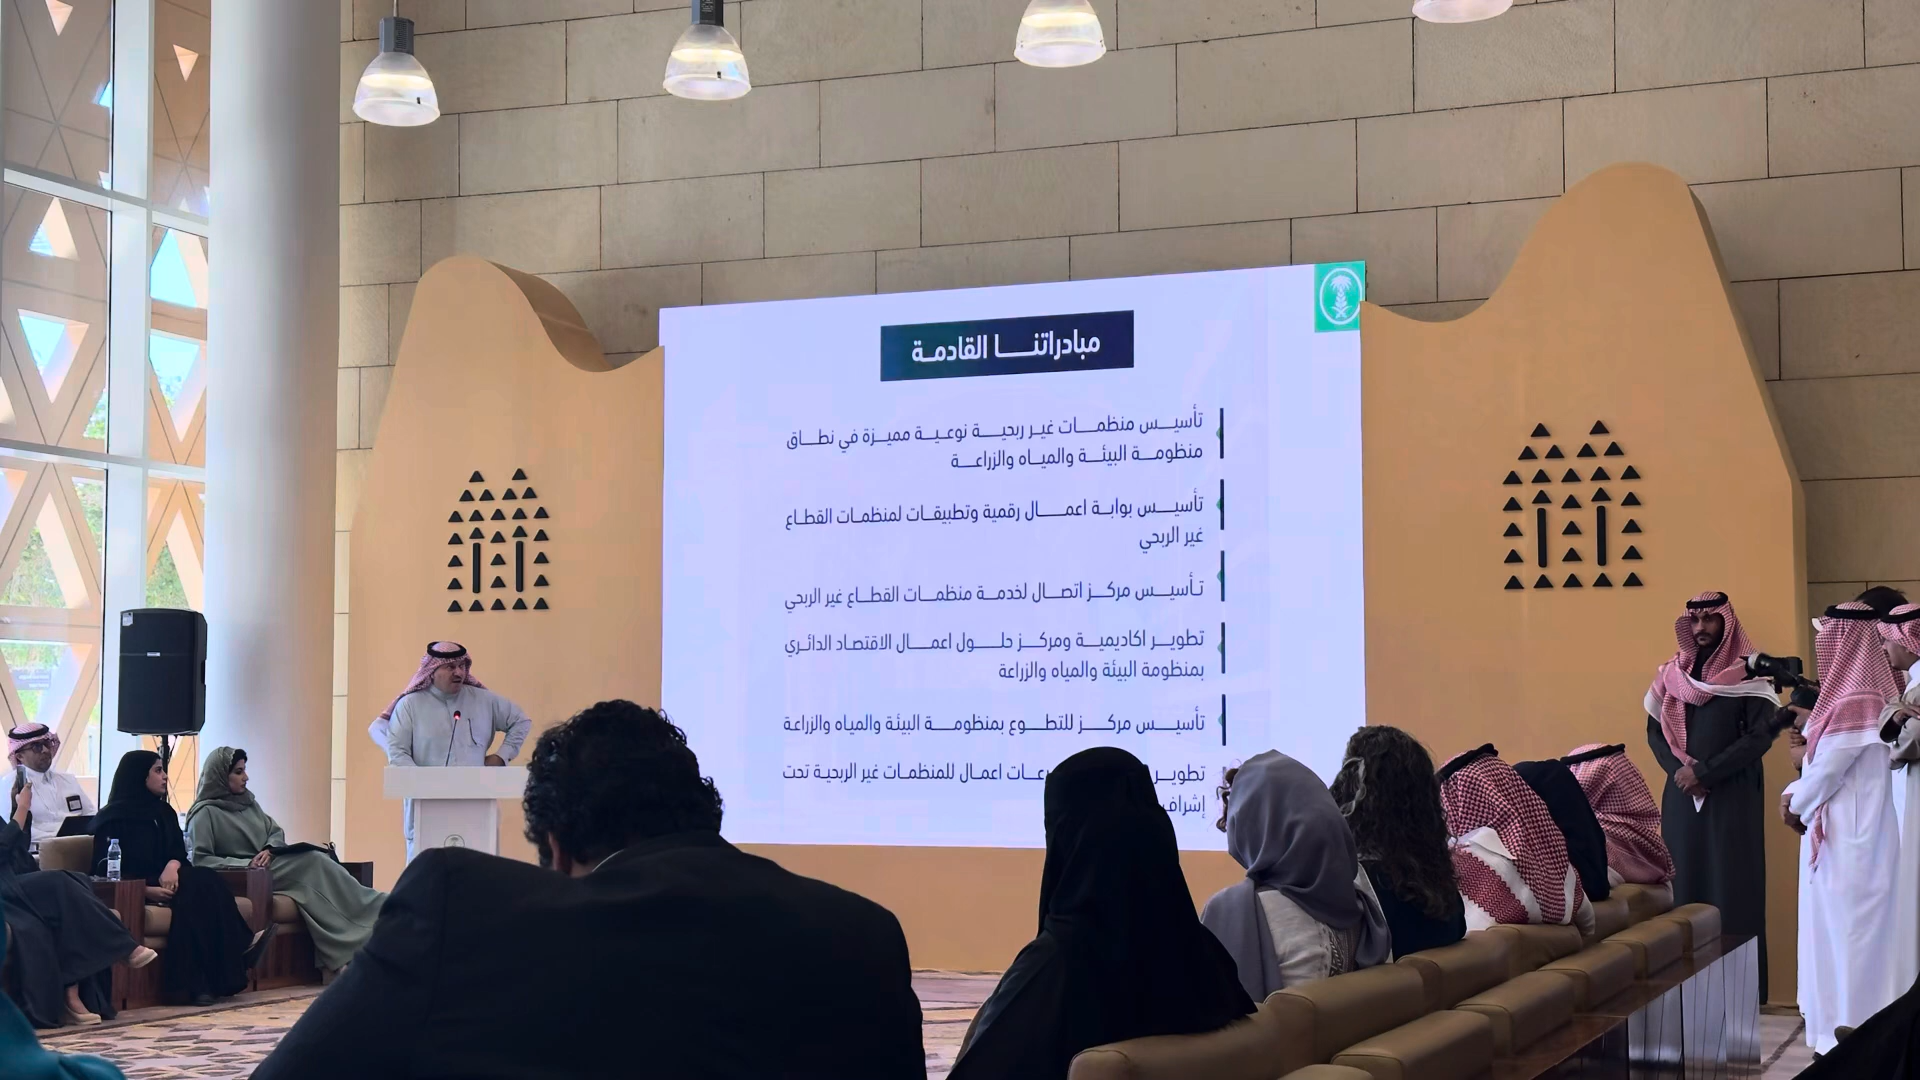 مبادراتنا القادمة
تأسيس منظمات غير ربحية نوعية مميزة في نطاق
منظومة البيئة والمياه والزراعة
تأسيس بوابة اعمال رقمية وتطبيقات لمنظمات القطاع
غير الربحي
تأسيس مركز اتصال لخدمة منظمات القطاع غير الربحي
تطوير اكاديمية ومركز حلول اعمال الاقتصاد الدائري
بمنظومة البيئة والمياه والزراعة
تأسيس مركز للتطوع بمنظومة البيئة والمياه والزراعة
تطوير اعمال للمنظمات غير الربحية تحت
إشراف